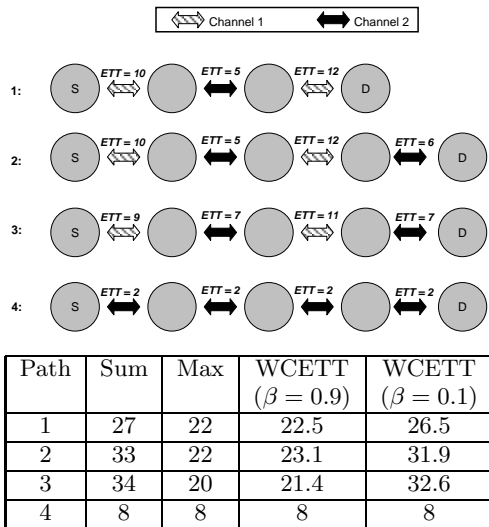 Channel 1 Channel 2
ETT = 10 ETT = 5 ETT = 12
1: S D
ETT = 10 ETT = 5 ETT = 12 ETT = 6
2: S D
ETT = 9 ETT = 7 ETT = 11 ETT = 7
3: S D
ETT = 2 ETT = 2 ETT = 2 ETT = 2
4: S D
Path Sum Max WCETT WCETT
(β = 0.9) (β = 0.1)
1 27 22 22.5 26.5
2 33 22 23.1 31.9
3 34 20 21.4 32.6
4 8 8 8 8